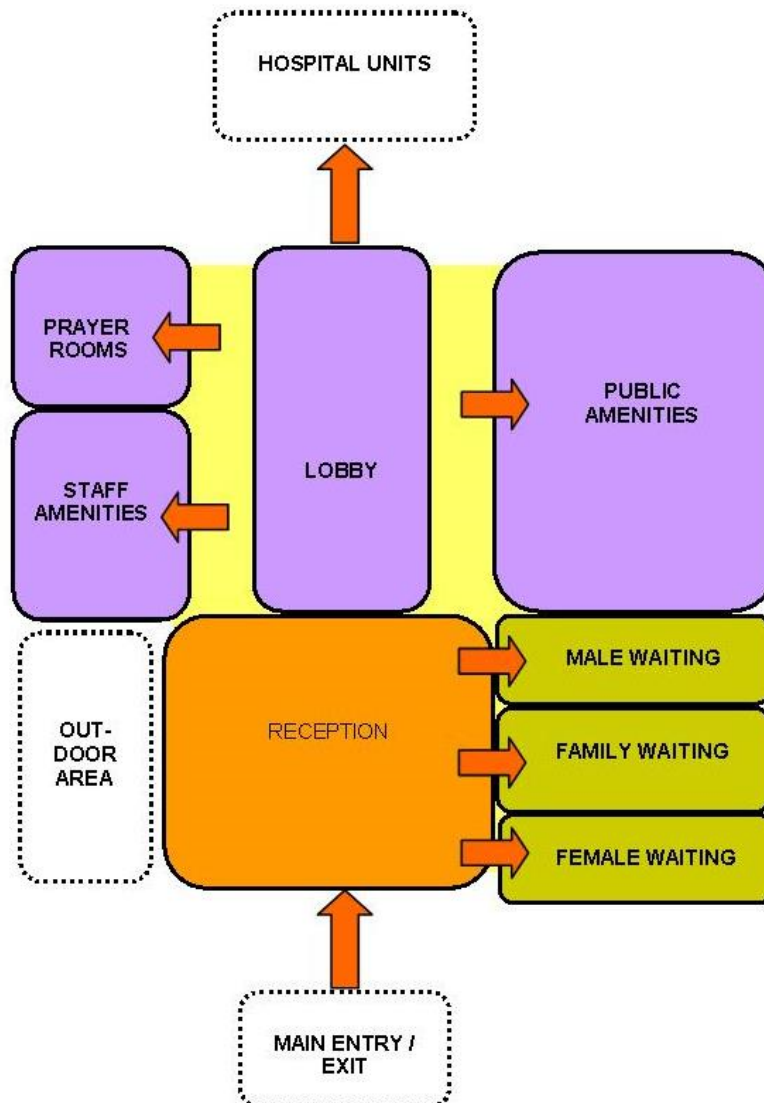 HOSPITAL UNITS
PRAYER
ROOMS
PUBLIC
AMENITIES
LOBBY
STAFF
AMENITIES
MALE WAITING
OUT-
DOOR
AREA
RECEPTION
FAMILY WAITING
FEMALE WAITING
MAIN ENTRY /
EXIT